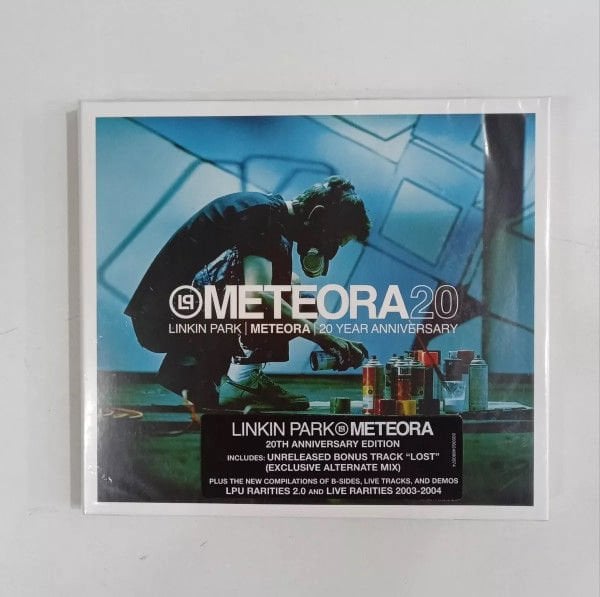 LP METEORA20
LINKIN PARK | METEORA | 20 YEAR ANNIVERSARY
LINKIN PARK LP METEORA
20TH ANNIVERSARY EDITION
INCLUDES: UNRELEASED BONUS TRACK "LOST"
(EXCLUSIVE ALTERNATE MIX)
PLUS THE NEW COMPILATIONS OF B-SIDES, LIVE TRACKS, AND DEMOS
LPU RARITIES 2.0 AND LIVE RARITIES 2003-2004